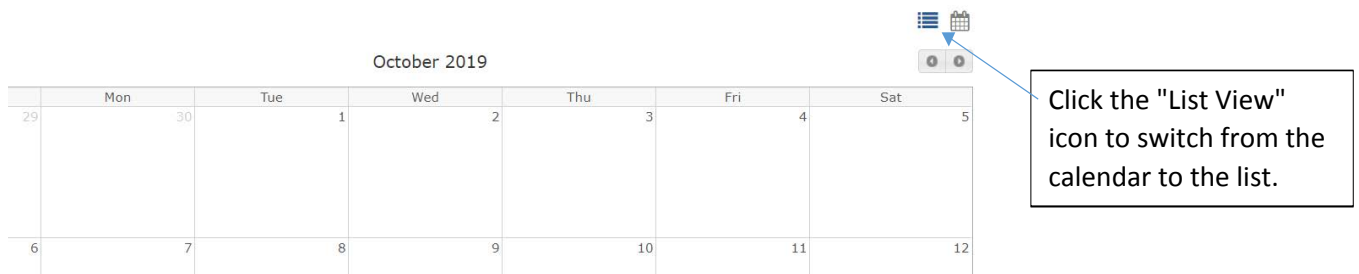 October 2019
Mon Tue Wed Thu Fri Sat
29 30 1 2 3 4 5
Click the "List View"
icon to switch from the
calendar to the list.
6 7 8 9 10 11 12